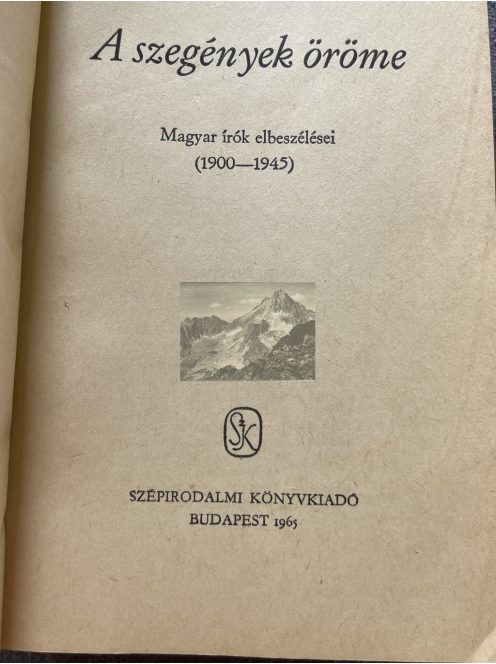 A szegények öröme
Magyar írók elbeszélései
(1900—1945)
SzK
SZÉPIRODALMI KÖNYVKIADÓ
BUDAPEST 1965